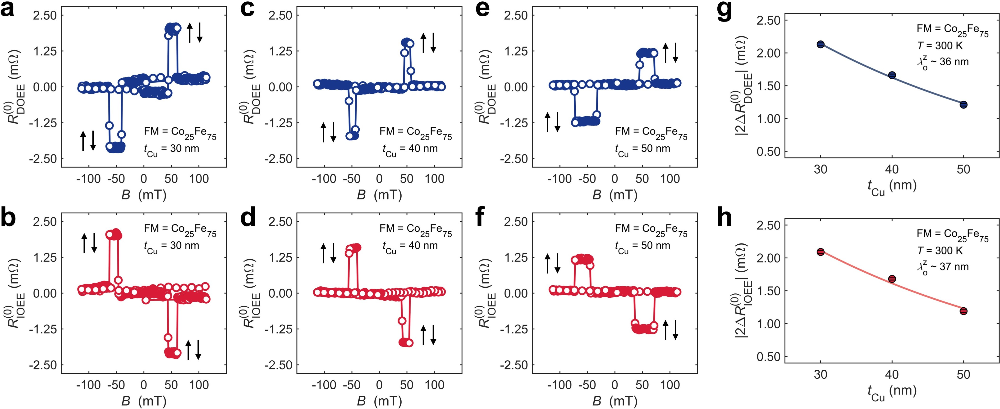 a
2.50
1.25
0.00
-1.25
-2.50
R(0)DOEE (mΩ)
↑↓
↑↓
FM = Co25Fe75
tCu = 30 nm
-100 -50 0 50 100
B (mT)
c
2.50
1.25
0.00
-1.25
-2.50
R(0)DOEE (mΩ)
↑↓
↑↓
FM = Co25Fe75
tCu = 40 nm
-100 -50 0 50 100
B (mT)
e
2.50
1.25
0.00
-1.25
-2.50
R(0)DOEE (mΩ)
↑↓
↑↓
FM = Co25Fe75
tCu = 50 nm
-100 -50 0 50 100
B (mT)
g
2.50
2.00
1.50
1.00
0.50
|2ΔR(0)DOEE| (mΩ)
FM = Co25Fe75
T = 300 K
λzo ~ 36 nm
30 40 50
tCu (nm)
b
2.50
1.25
0.00
-1.25
-2.50
R(0)IOEE (mΩ)
↑↓
FM = Co25Fe75
tCu = 30 nm
↑↓
-100 -50 0 50 100
B (mT)
d
2.50
1.25
0.00
-1.25
-2.50
R(0)IOEE (mΩ)
↑↓
FM = Co25Fe75
tCu = 40 nm
↑↓
-100 -50 0 50 100
B (mT)
f
2.50
1.25
0.00
-1.25
-2.50
R(0)IOEE (mΩ)
↑↓
FM = Co25Fe75
tCu = 50 nm
↑↓
-100 -50 0 50 100
B (mT)
h
2.50
2.00
1.50
1.00
0.50
|2ΔR(0)IOEE| (mΩ)
FM = Co25Fe75
T = 300 K
λzo ~ 37 nm
30 40 50
tCu (nm)